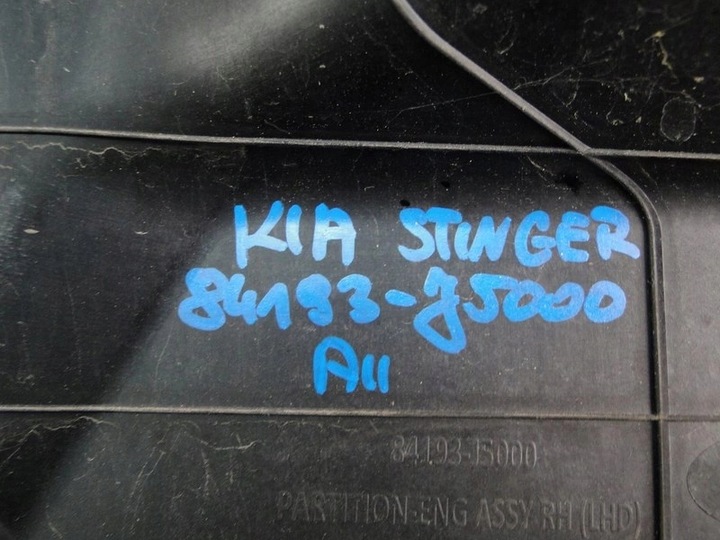 KIA STINGER
84193-J5000
A11
84193-J5000
PARTITION-ENG ASSY-RH (LHD)